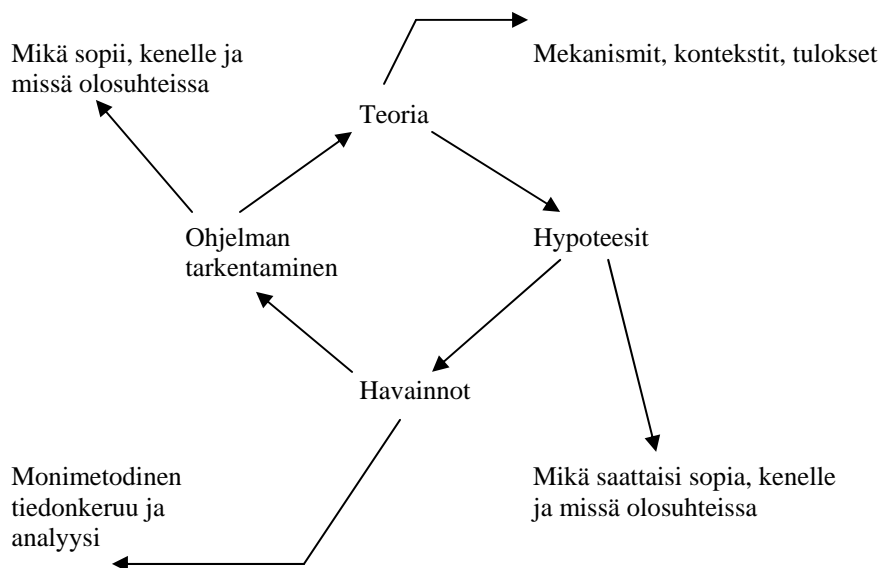 Mikä sopii, kenelle ja
missä olosuhteissa
Mekanismit, kontekstit, tulokset
Teoria
Ohjelman
tarkentaminen
Hypoteesit
Havainnot
Monimetodinen
tiedonkeruu ja
analyysi
Mikä saattaisi sopia, kenelle
ja missä olosuhteissa